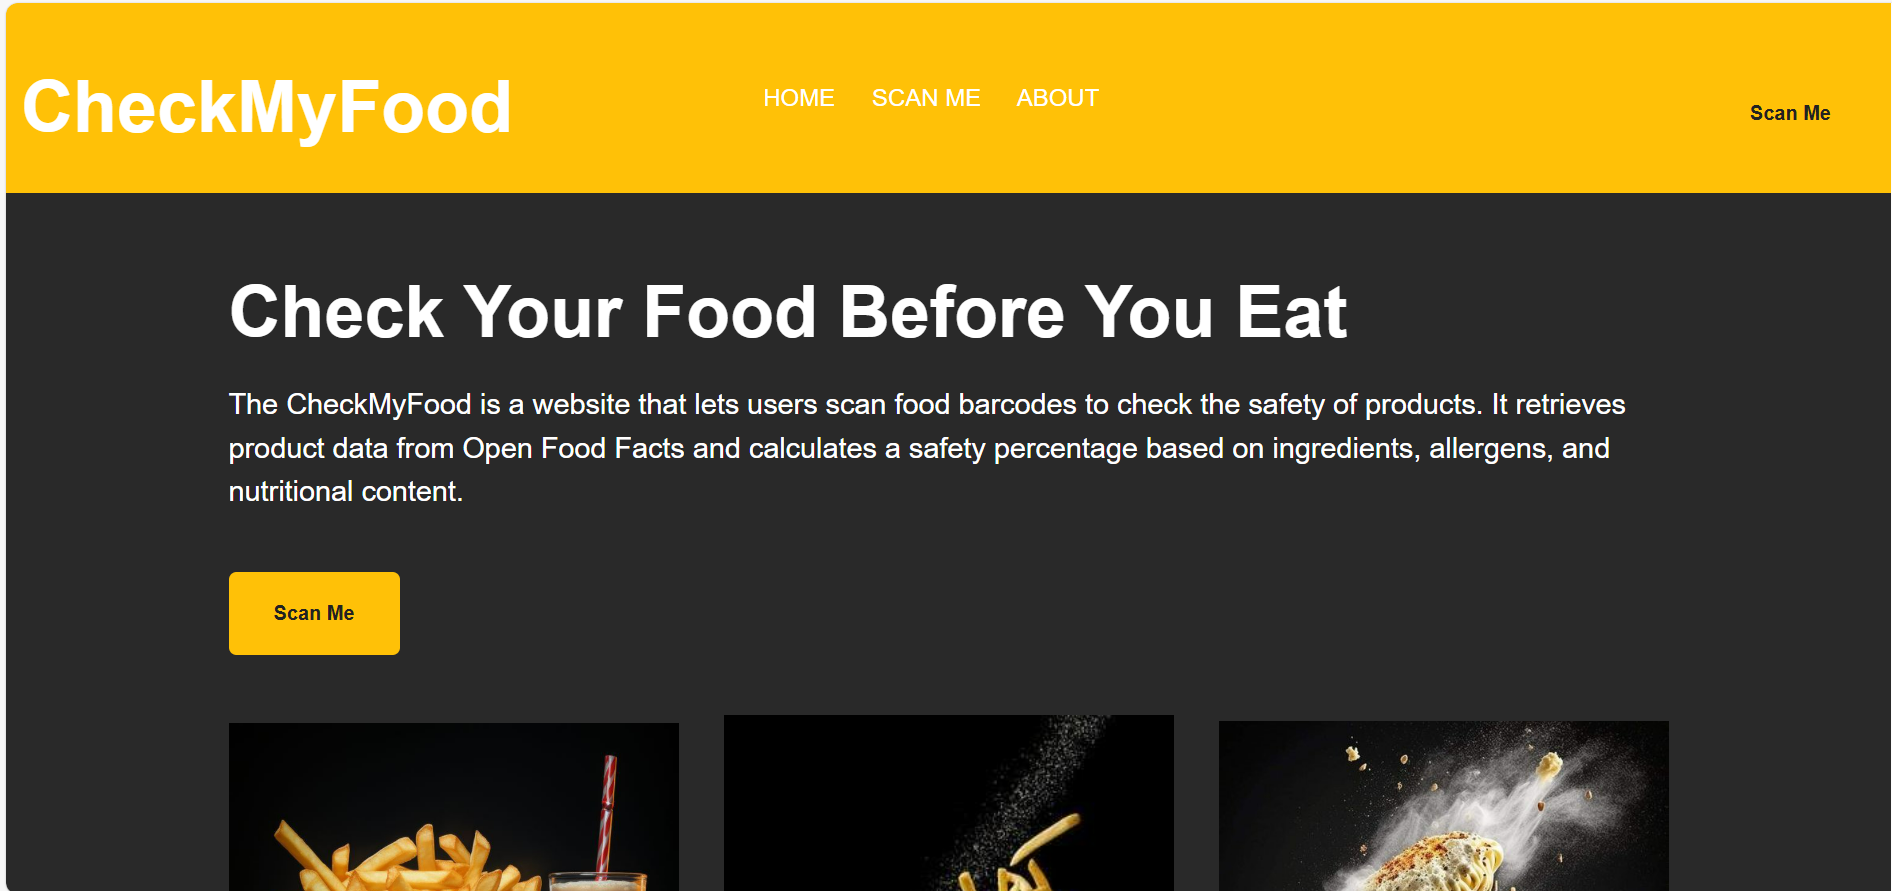 CheckMyFood
HOME
SCAN ME
ABOUT
Scan Me
Check Your Food Before You Eat
The CheckMyFood is a website that lets users scan food barcodes to check the safety of products. It retrieves
product data from Open Food Facts and calculates a safety percentage based on ingredients, allergens, and
nutritional content.
Scan Me